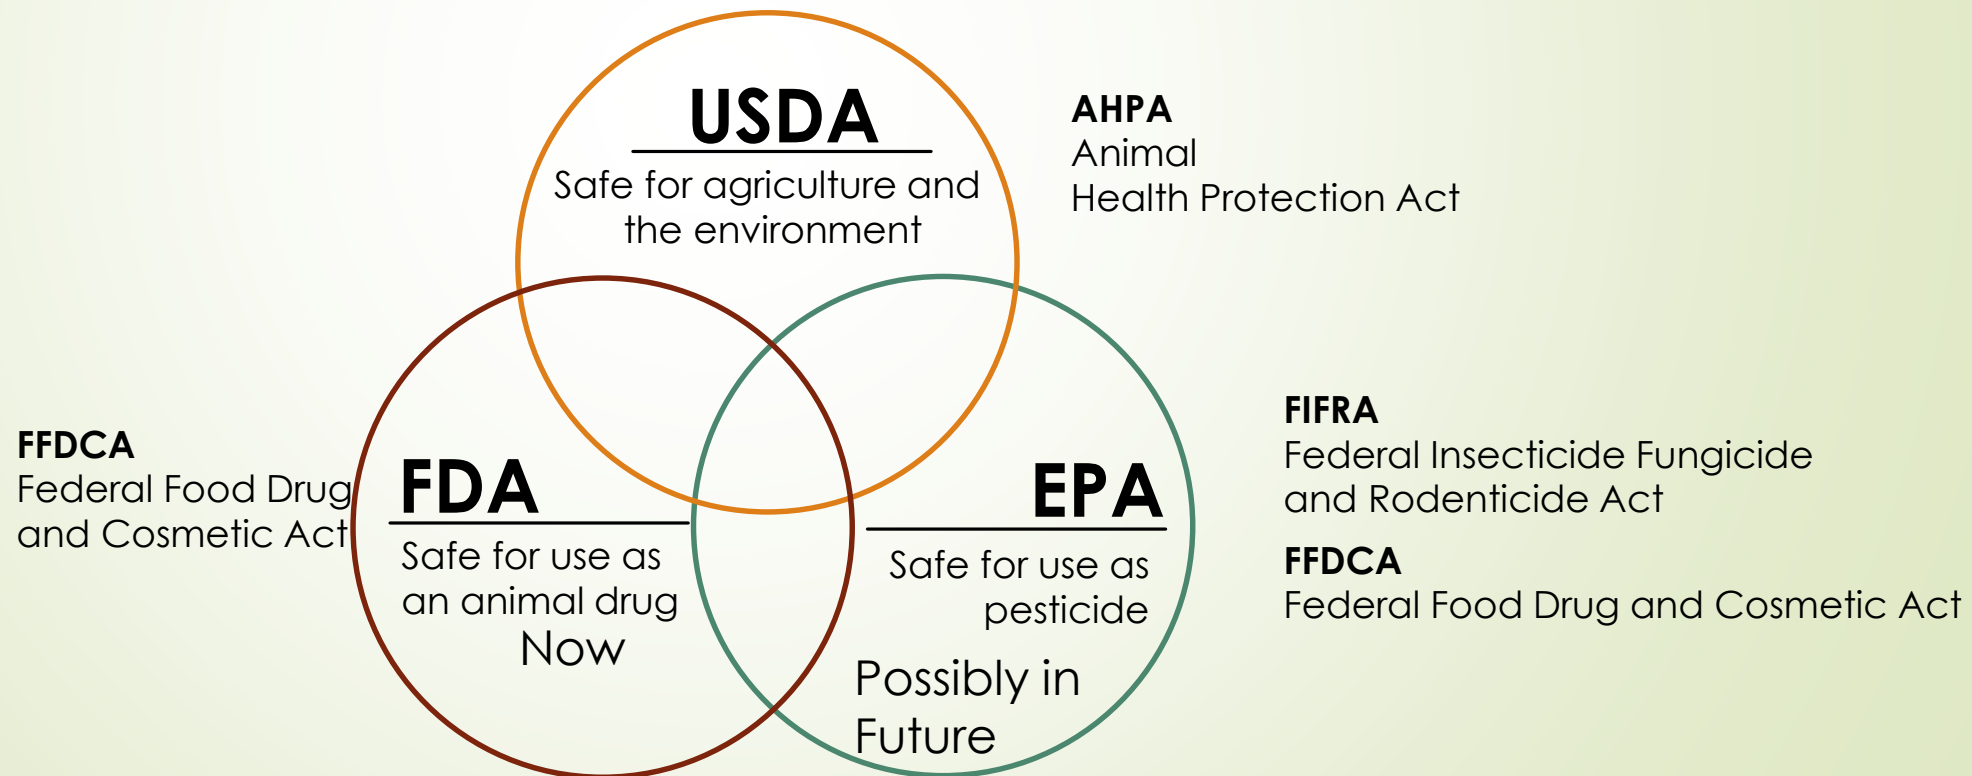 USDA
Safe for agriculture and
the environment
AHPA
Animal
Health Protection Act
FFDCA
Federal Food Drug
and Cosmetic Act
FDA
Safe for use as
an animal drug
Now
EPA
Safe for use as
pesticide
Possibly in
Future
FIFRA
Federal Insecticide Fungicide
and Rodenticide Act
FFDCA
Federal Food Drug and Cosmetic Act